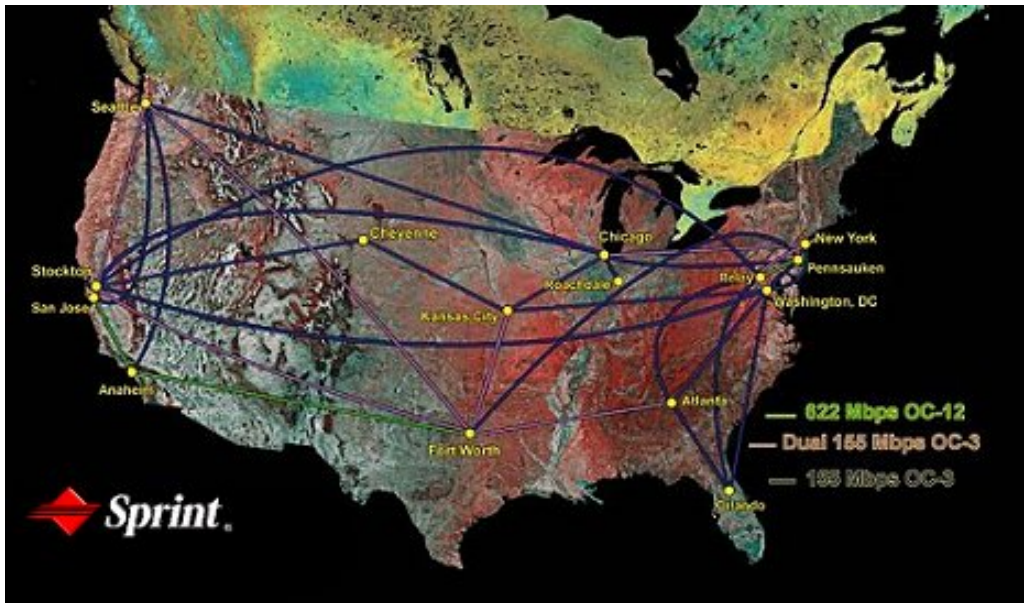 Seattle
Cheyenne
Chicago
New York
Stockton
Pennsauken
Roachdale
Relay
Washington, DC
San Jose
Kansas City
Anaheim
Atlanta
622 Mbps OC-12
Dual 155 Mbps OC-3
Fort Worth
155 Mbps OC-3
Orlando
Sprint®